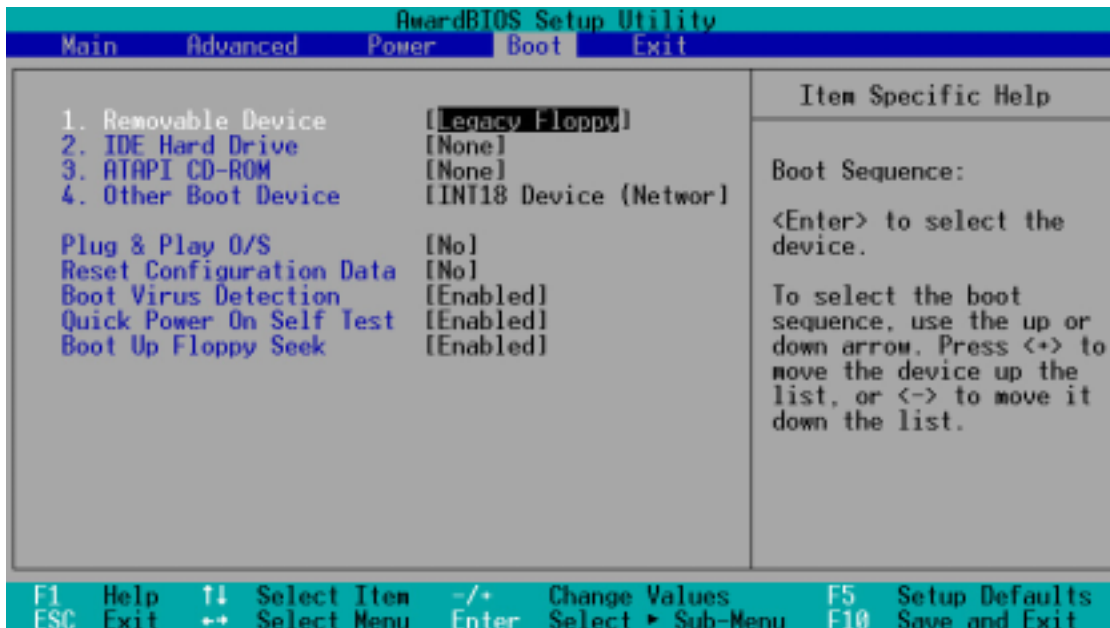 AwardBIOS Setup Utility
Main Advanced Power Boot Exit
1. Removable Device [Legacy Floppy]
2. IDE Hard Drive [None]
3. ATAPI CD-ROM [None]
4. Other Boot Device [INT18 Device (Networ]
Plug & Play O/S [No]
Reset Configuration Data [No]
Boot Virus Detection [Enabled]
Quick Power On Self Test [Enabled]
Boot Up Floppy Seek [Enabled]
Item Specific Help
Boot Sequence:
<Enter> to select the
device.
To select the boot
sequence, use the up or
down arrow. Press <+> to
move the device up the
list, or <-> to move it
down the list.
F1 Help ↑↓ Select Item -/+ Change Values F5 Setup Defaults
ESC Exit ←→ Select Menu Enter Select ► Sub-Menu F10 Save and Exit